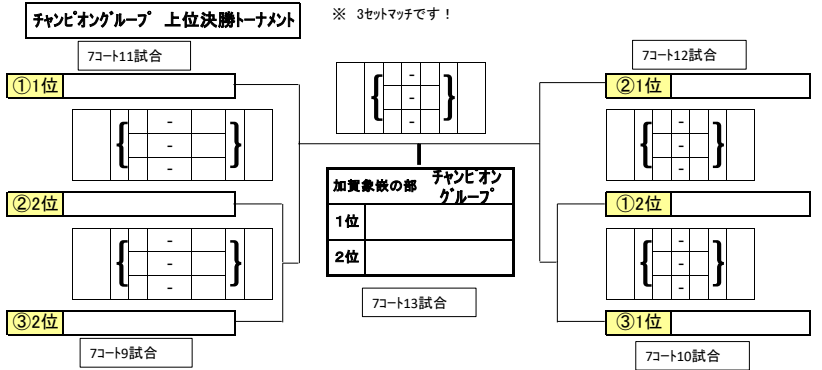 チャンピオングループ 上位決勝トーナメント
※ 3セットマッチです！
7コート11試合
7コート12試合
①1位
②1位
{ - - - }
{ - - - }
{ - - - }
②2位
①2位
加賀象嵌の部 チャンピオングループ
1位
2位
{ - - - }
{ - - - }
7コート13試合
③2位
③1位
7コート9試合
7コート10試合